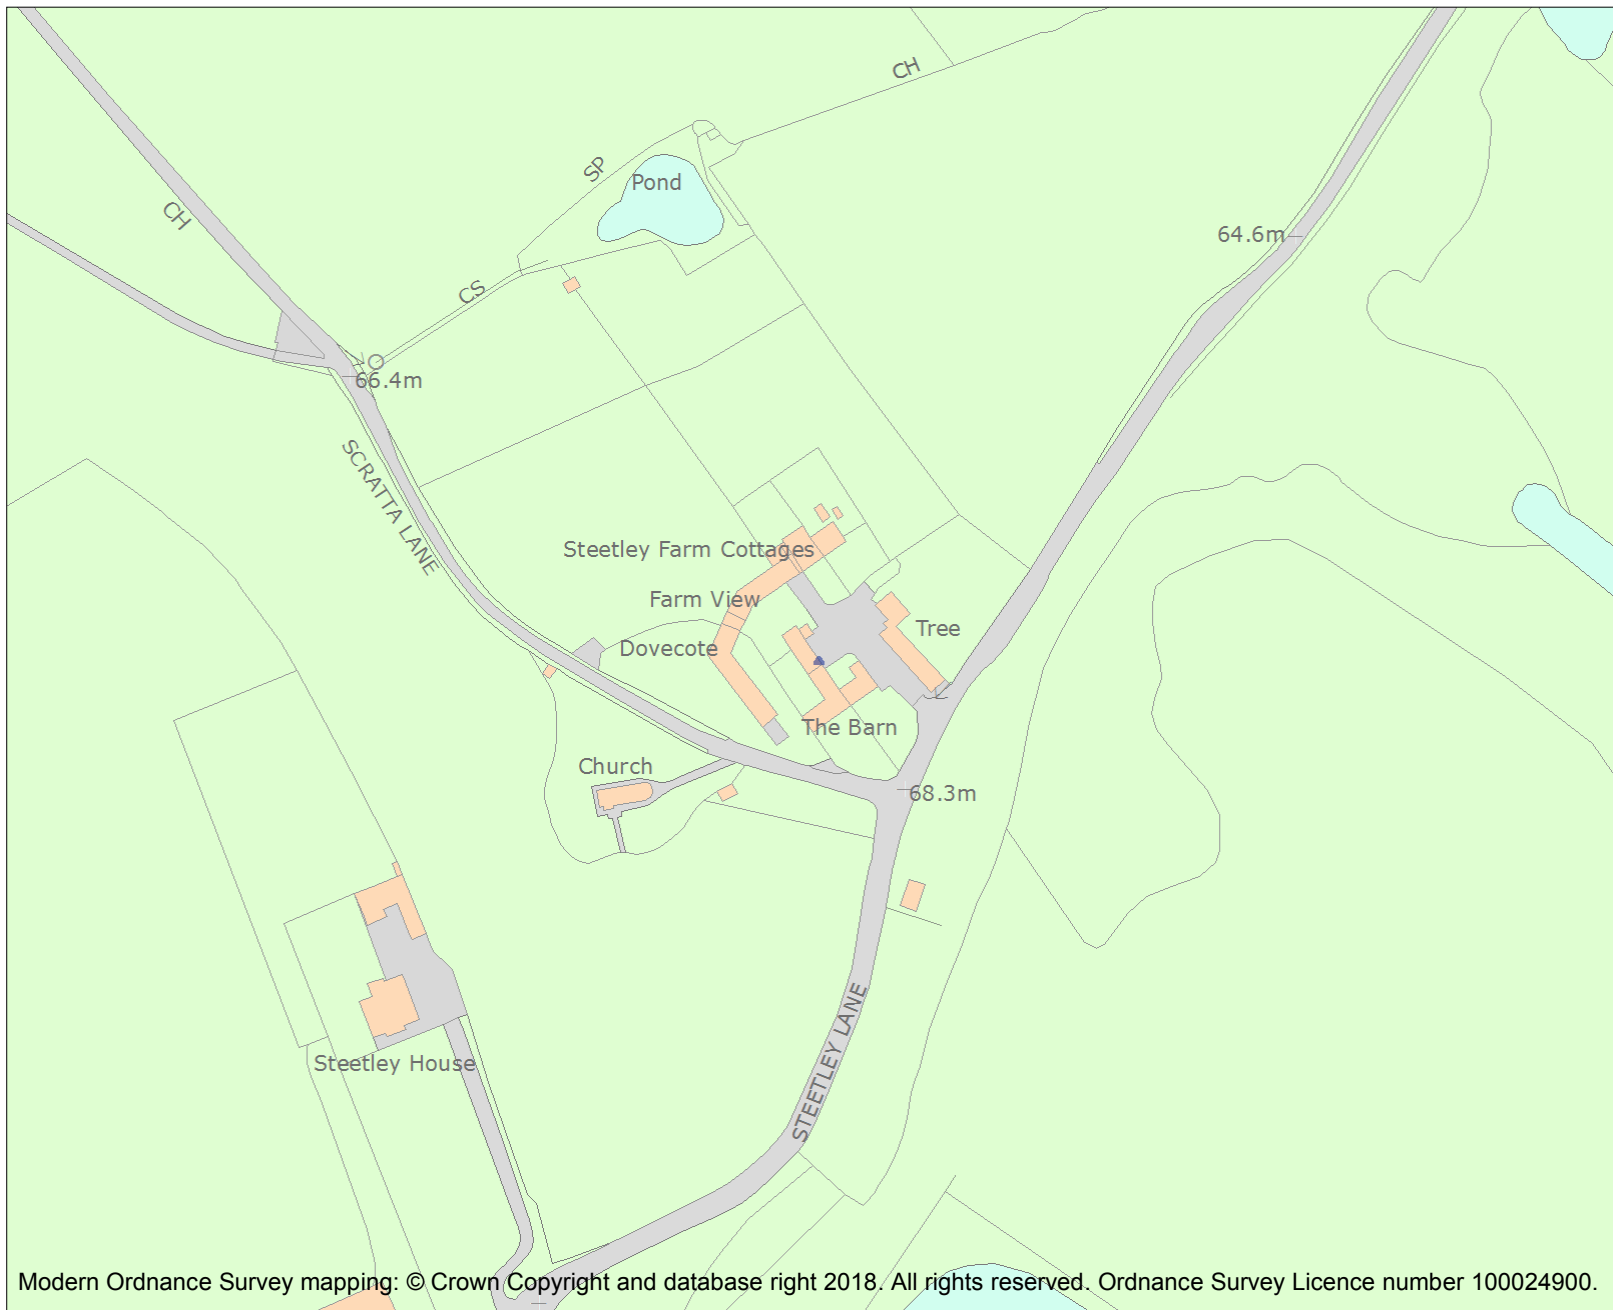 CH
SP
Pond
CH
64.6m
CS
66.4m
SCRATTA LANE
Steetley Farm Cottages
Farm View
Tree
Dovecote
The Barn
Church
68.3m
STEETLEY LANE
Steetley House
Modern Ordnance Survey mapping: © Crown Copyright and database right 2018. All rights reserved. Ordnance Survey Licence number 100024900.